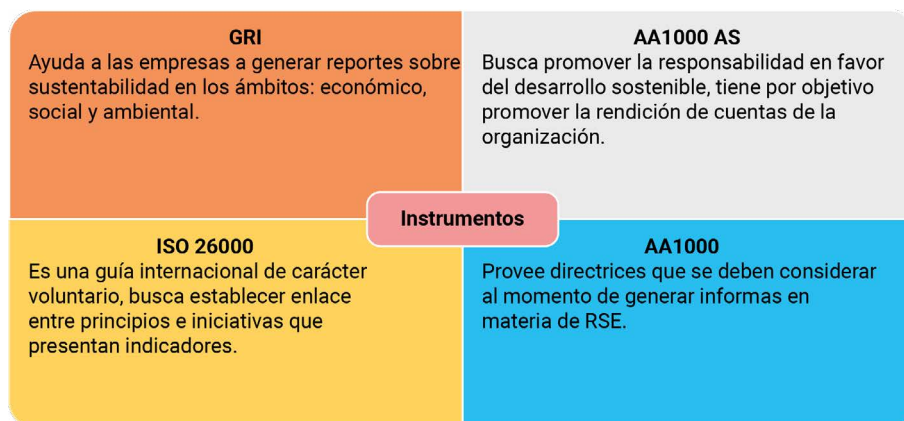 GRI
Ayuda a las empresas a generar reportes sobre
sustentabilidad en los ámbitos: económico,
social y ambiental.
AA1000 AS
Busca promover la responsabilidad en favor
del desarrollo sostenible, tiene por objetivo
promover la rendición de cuentas de la
organización.
Instrumentos
ISO 26000
Es una guía internacional de carácter
voluntario, busca establecer enlace
entre principios e iniciativas que
presentan indicadores.
AA1000
Provee directrices que se deben considerar
al momento de generar informas en
materia de RSE.